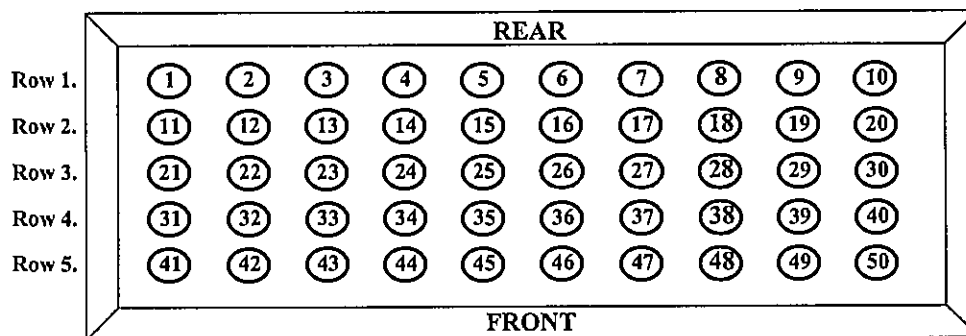 REAR
Row 1. 1 2 3 4 5 6 7 8 9 10
Row 2. 11 12 13 14 15 16 17 18 19 20
Row 3. 21 22 23 24 25 26 27 28 29 30
Row 4. 31 32 33 34 35 36 37 38 39 40
Row 5. 41 42 43 44 45 46 47 48 49 50
FRONT